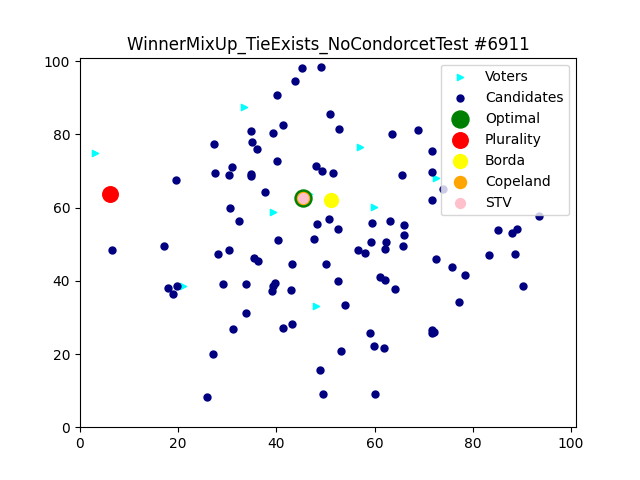 WinnerMixUp_TieExists_NoCondorcetTest #6911
100
80
60
40
20
0
0
20
40
60
80
100
Voters
Candidates
Optimal
Plurality
Borda
Copeland
STV